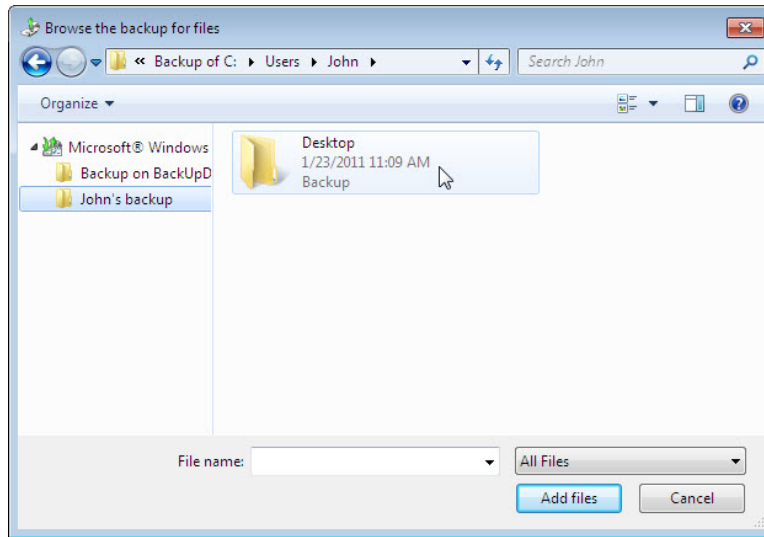 Browse the backup for files
« Backup of C: ▸ Users ▸ John ▸
Search John
Organize
Microsoft® Windows
Backup on BackUpD
John's backup
Desktop
1/23/2011 11:09 AM
Backup
File name:
All Files
Add files
Cancel